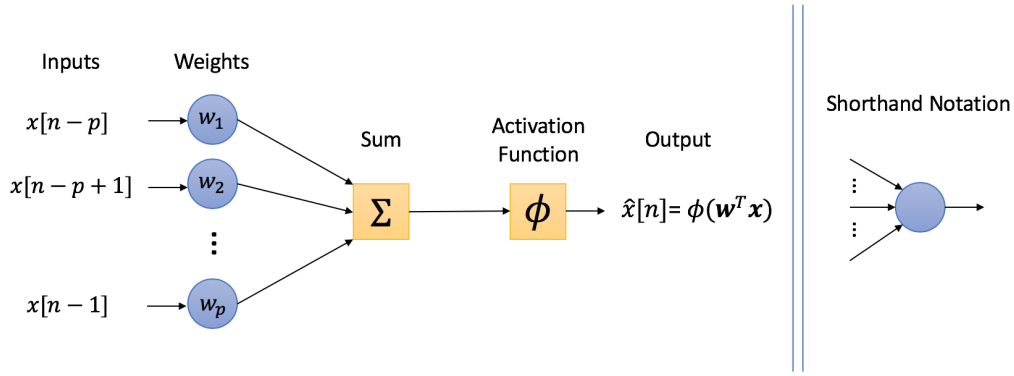 Inputs
Weights
Sum
Activation
Function
Output
Shorthand Notation
x[n − p]
w₁
x[n − p + 1]
w₂
⋮
x[n − 1]
wₚ
Σ
ϕ
x̂[n]= ϕ(𝒘ᵀ𝒙)
⋮
⋮